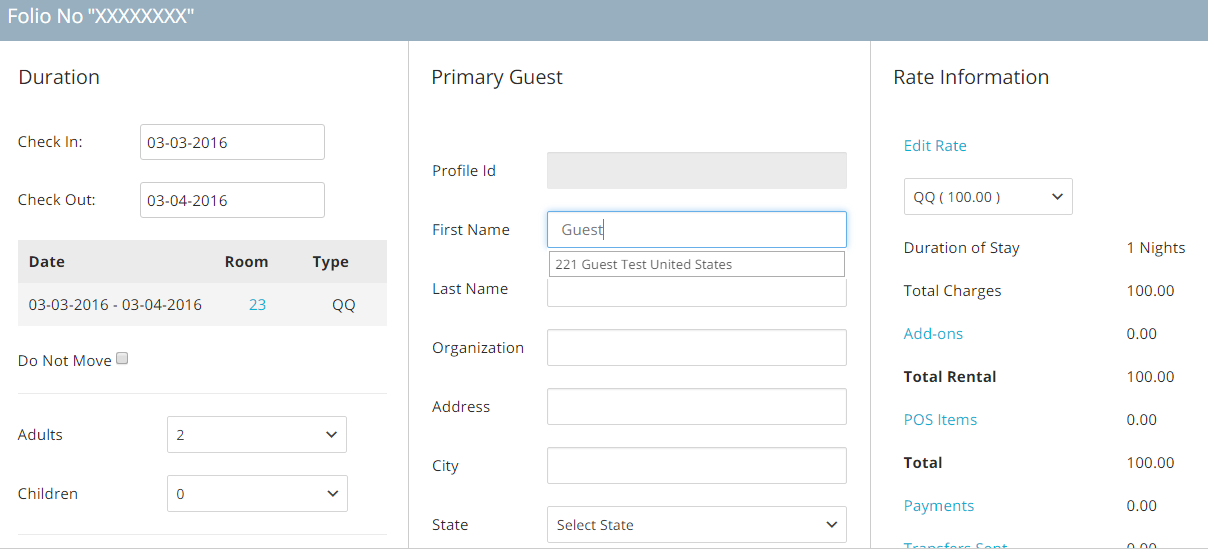 Folio No "XXXXXXXX"
Duration
Check In:
03-03-2016
Check Out:
03-04-2016
Date Room Type
03-03-2016 - 03-04-2016 23 QQ
Do Not Move
Adults 2
Children 0
Primary Guest
Profile Id
First Name Guest
221 Guest Test United States
Last Name
Organization
Address
City
State Select State
Rate Information
Edit Rate
QQ ( 100.00 )
Duration of Stay 1 Nights
Total Charges 100.00
Add-ons 0.00
Total Rental 100.00
POS Items 0.00
Total 100.00
Payments 0.00
Transfers Sent 0.00